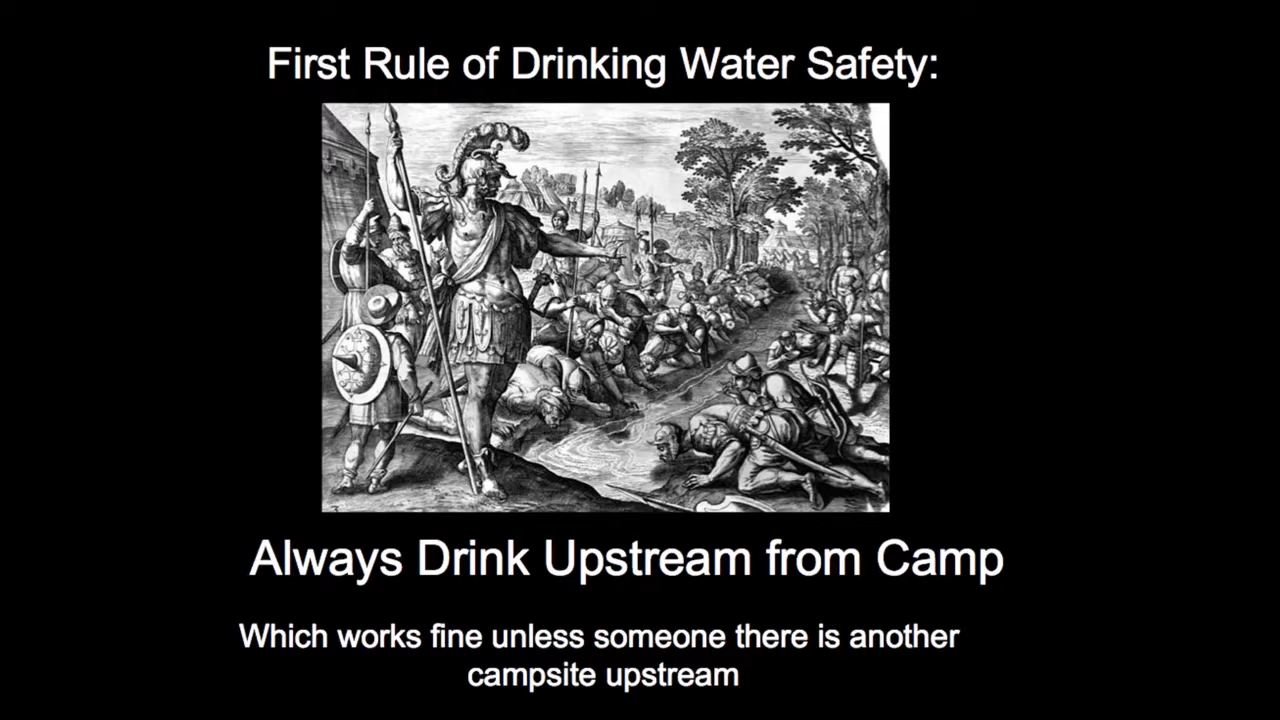 First Rule of Drinking Water Safety:
Always Drink Upstream from Camp
Which works fine unless someone there is another
campsite upstream